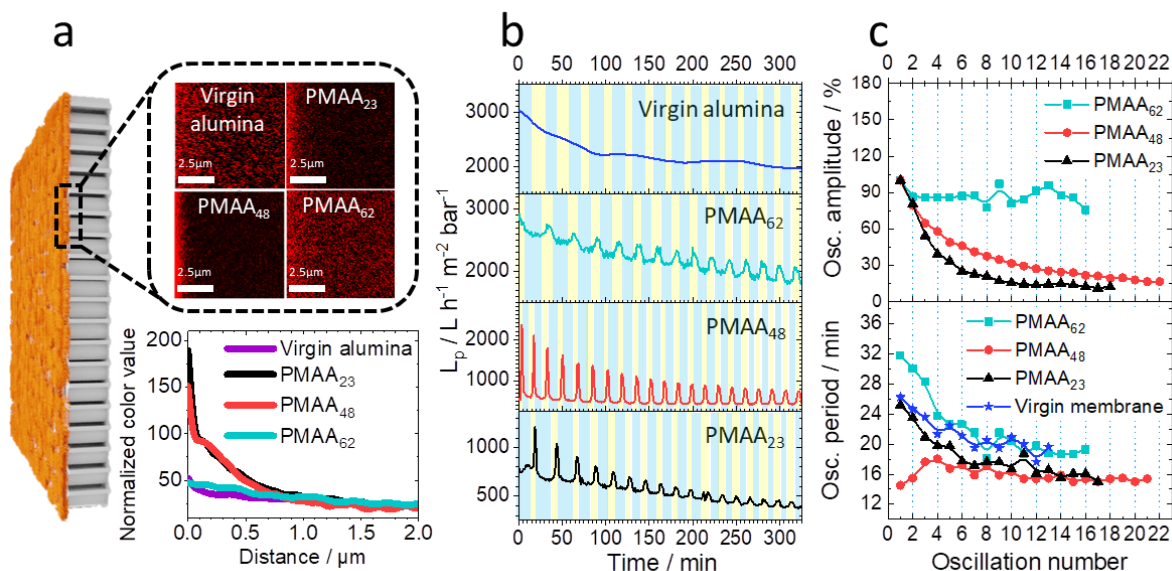 a
Virgin
alumina
PMAA₂₃
2.5µm
2.5µm
PMAA₄₈
PMAA₆₂
2.5µm
2.5µm
Normalized color value
200
150
100
50
0
Virgin alumina
PMAA₂₃
PMAA₄₈
PMAA₆₂
0.0 0.5 1.0 1.5 2.0
Distance / µm
b
0 50 100 150 200 250 300
Virgin alumina
3000
2000
PMAA₆₂
3000
2000
PMAA₄₈
2000
1000
PMAA₂₃
1000
500
Lₚ / L h⁻¹ m⁻² bar⁻¹
0 50 100 150 200 250 300
Time / min
c
0 2 4 6 8 10 12 14 16 18 20 22
Osc. amplitude / %
180
150
120
90
60
30
0
PMAA₆₂
PMAA₄₈
PMAA₂₃
Osc. period / min
36
32
28
24
20
16
12
PMAA₆₂
PMAA₄₈
PMAA₂₃
Virgin membrane
0 2 4 6 8 10 12 14 16 18 20 22
Oscillation number